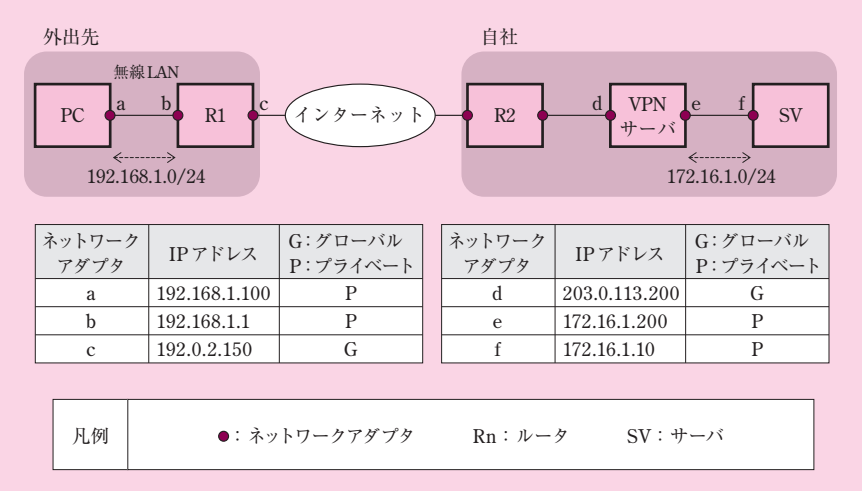 外出先
自社
無線LAN
PC
a
b
R1
c
インターネット
R2
d
VPN
サーバ
e
f
SV
192.168.1.0/24
172.16.1.0/24
ネットワーク
アダプタ
IPアドレス
G:グローバル
P:プライベート
a 192.168.1.100 P
b 192.168.1.1 P
c 192.0.2.150 G
ネットワーク
アダプタ
IPアドレス
G:グローバル
P:プライベート
d 203.0.113.200 G
e 172.16.1.200 P
f 172.16.1.10 P
凡例 ●:ネットワークアダプタ Rn:ルータ SV:サーバ